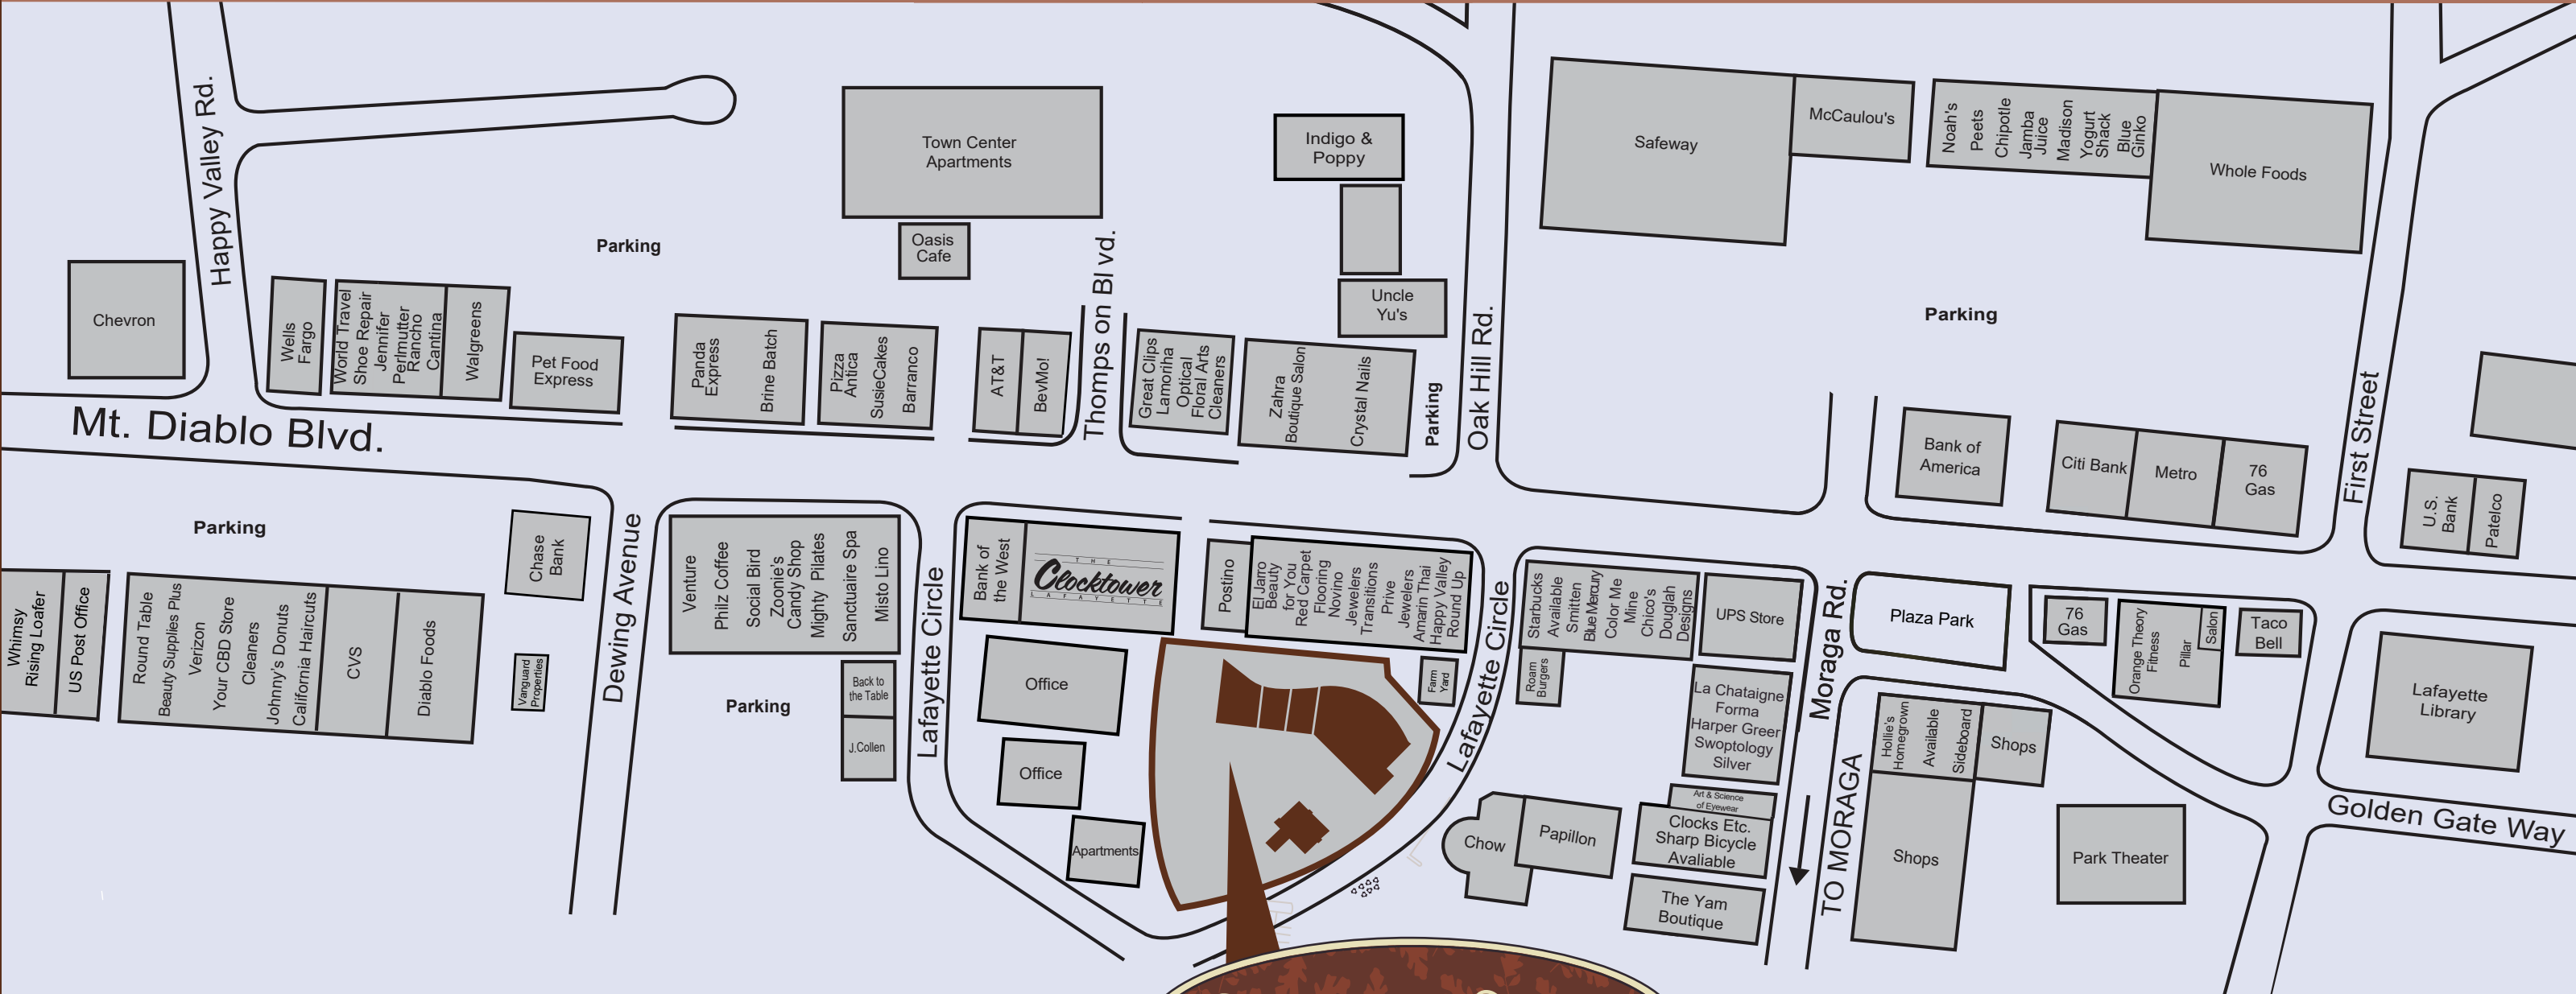 Happy Valley Rd.
Chevron
Wells
Fargo
World Travel
Shoe Repair
Jennifer
Perlmutter
Rancho
Cantina
Walgreens
Pet Food
Express
Parking
Town Center
Apartments
Oasis
Cafe
Panda
Express
Brine Batch
Pizza
Antica
SusieCakes
Barranco
AT&T
BevMo!
Thomps on Bl vd.
Great Clips
Lamoriha
Optical
Floral Arts
Cleaners
Zahra
Boutique Salon
Crystal Nails
Indigo &
Poppy
Uncle
Yu's
Parking
Oak Hill Rd.
Safeway
McCaulou's
Noah's
Peets
Chipotle
Jamba
Juice
Madison
Yogurt
Shack
Blue
Ginko
Whole Foods
Parking
Bank of
America
Citi Bank
Metro
76
Gas
First Street
U.S.
Bank
Patelco
Mt. Diablo Blvd.
Parking
Whimsy
Rising Loafer
US Post Office
Round Table
Beauty Supplies Plus
Verizon
Your CBD Store
Cleaners
Johnny's Donuts
California Haircuts
CVS
Diablo Foods
Chase
Bank
Vanguard
Properties
Dewing Avenue
Venture
Philz Coffee
Social Bird
Zoonie's
Candy Shop
Mighty Pilates
Sanctuaire Spa
Misto Lino
Parking
Back to
the Table
J.Collen
Lafayette Circle
Bank of
the West
THE
Clocktower
LAFAYETTE
Office
Office
Apartments
Postino
El Jarro
Beauty
for You
Red Carpet
Flooring
Novino
Jewelers
Transitions
Prive
Jewelers
Amarin Thai
Happy Valley
Round Up
Farm
Yard
Lafayette Circle
Starbucks
Available
Smitten
BlueMercury
Color Me
Mine
Chico's
Douglah
Designs
UPS Store
Roam
Burgers
La Chataigne
Forma
Harper Greer
Swoptology
Silver
Art & Science
of Eyewear
Clocks Etc.
Sharp Bicycle
Avaliable
The Yam
Boutique
Chow
Papillon
Moraga Rd.
TO MORAGA
Plaza Park
76
Gas
Orange Theory
Fitness
Pillar
Salon
Taco
Bell
Hollie's
Homegrown
Available
Sideboard
Shops
Shops
Park Theater
Lafayette
Library
Golden Gate Way